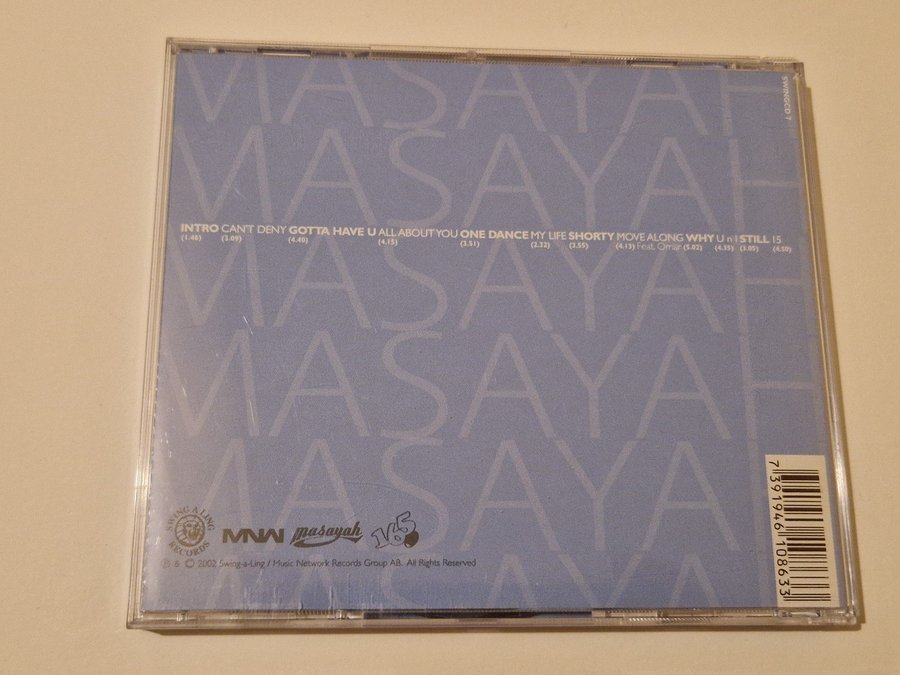 MASAYAH
SWINGCD 7
MASAYAH
INTRO CAN'T DENY GOTTA HAVE U ALL ABOUT YOU ONE DANCE MY LIFE SHORTY MOVE ALONG WHY U n I STILL 15
(1.46) (3.09) (4.40) (4.15) (3.51) (2.32) (3.55) (4.13) Feat. Omar (5.02) (4.35) (3.05) (4.50)
MASAYAH
MASAYAH
MASAYA
MASAYA
SWING A LING
RECORDS
MNW
masayah
165
℗ & © 2002 Swing-a-Ling / Music Network Records Group AB. All Rights Reserved
7 391946 108633